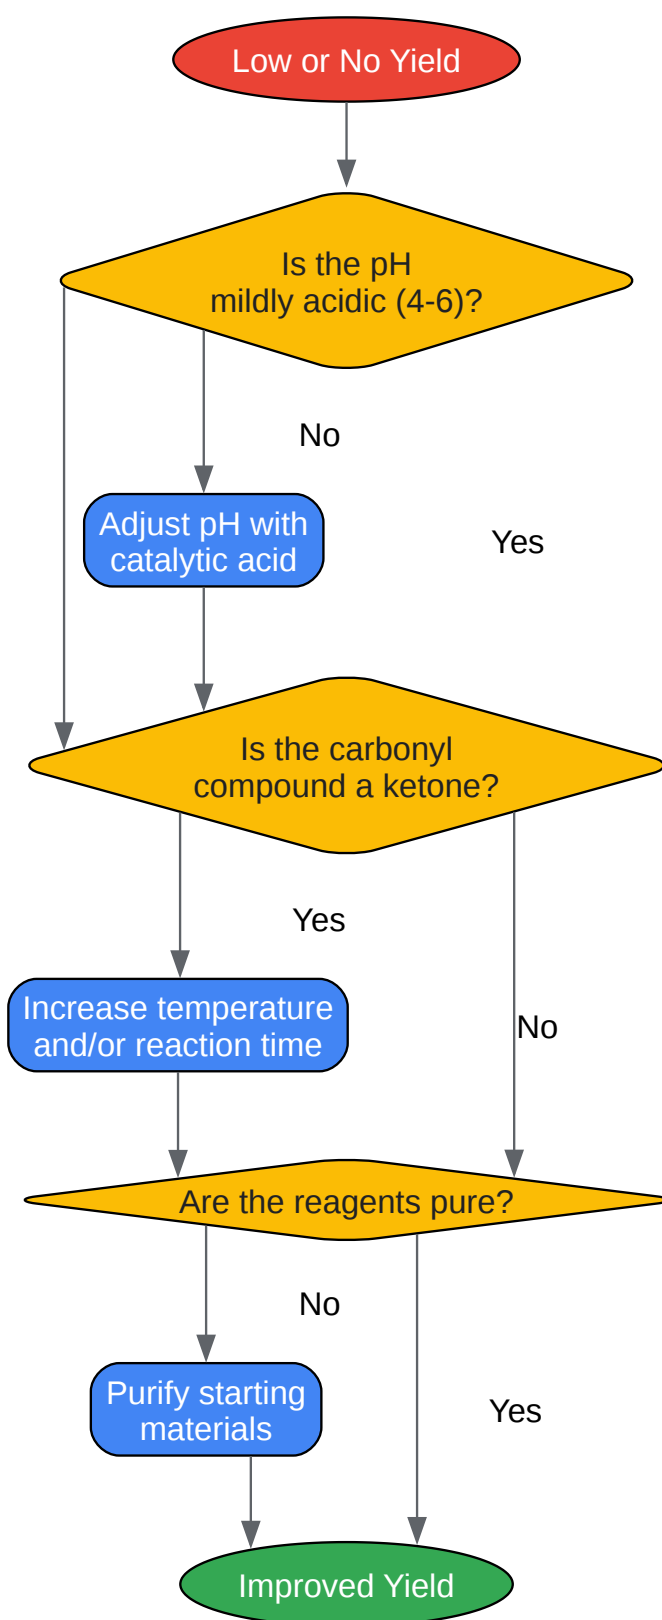 Low or No Yield
Is the pH
mildly acidic (4-6)?
No
Adjust pH with
catalytic acid
Yes
Is the carbonyl
compound a ketone?
Yes
Increase temperature
and/or reaction time
No
Are the reagents pure?
No
Purify starting
materials
Yes
Improved Yield